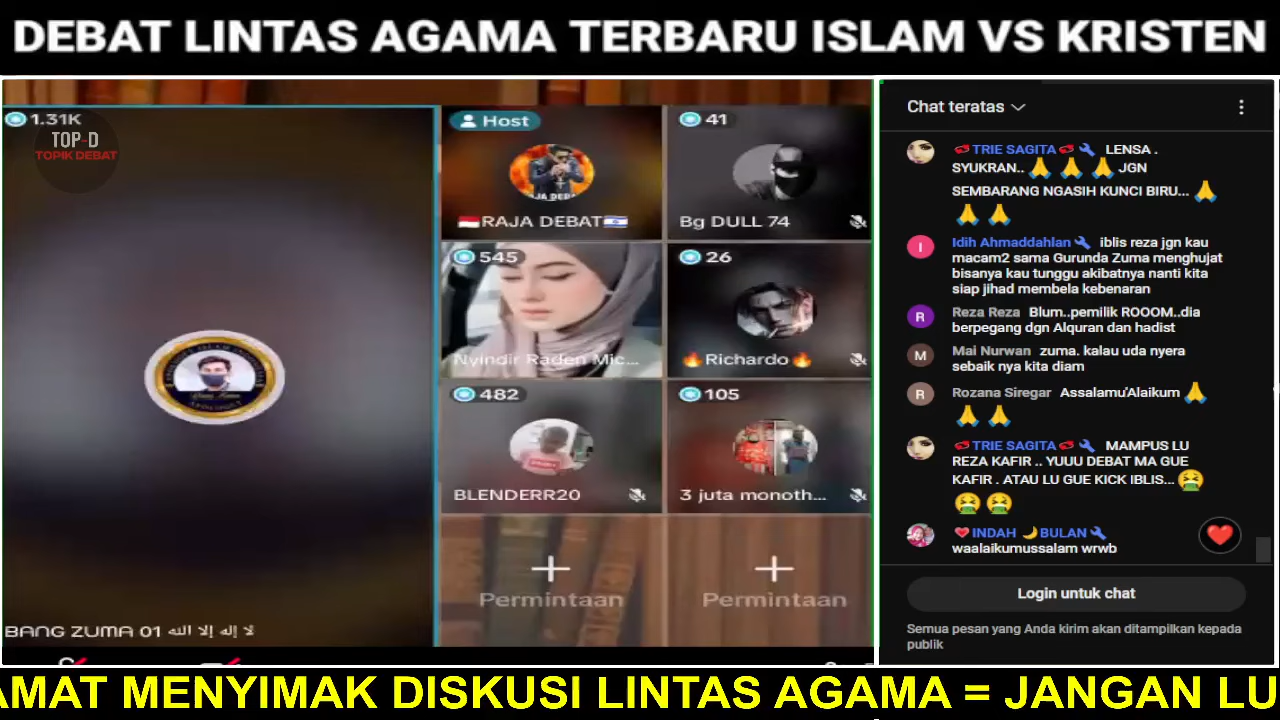 DEBAT LINTAS AGAMA TERBARU ISLAM VS KRISTEN
1.31K
TOP-D
TOPIK DEBAT
BANG ZUMA 01 لا إله إلا الله
Host
RAJA DEBAT
41
Bg DULL 74
545
Nyindir Raden Mic...
26
Richardo
482
BLENDERR20
105
3 juta monoth...
Permintaan
Permintaan
Chat teratas
TRIE SAGITA LENSA .
SYUKRAN.. JGN
SEMBARANG NGASIH KUNCI BIRU...
Idih Ahmaddahlan iblis reza jgn kau
macam2 sama Gurunda Zuma menghujat
bisanya kau tunggu akibatnya nanti kita
siap jihad membela kebenaran
Reza Reza Blum..pemilik ROOOM..dia
berpegang dgn Alquran dan hadist
Mai Nurwan zuma. kalau uda nyera
sebaik nya kita diam
Rozana Siregar Assalamu'Alaikum
TRIE SAGITA MAMPUS LU
REZA KAFIR .. YUUU DEBAT MA GUE
KAFIR . ATAU LU GUE KICK IBLIS...
INDAH BULAN
waalaikumussalam wrwb
Login untuk chat
Semua pesan yang Anda kirim akan ditampilkan kepada
publik
AMAT MENYIMAK DISKUSI LINTAS AGAMA = JANGAN LU